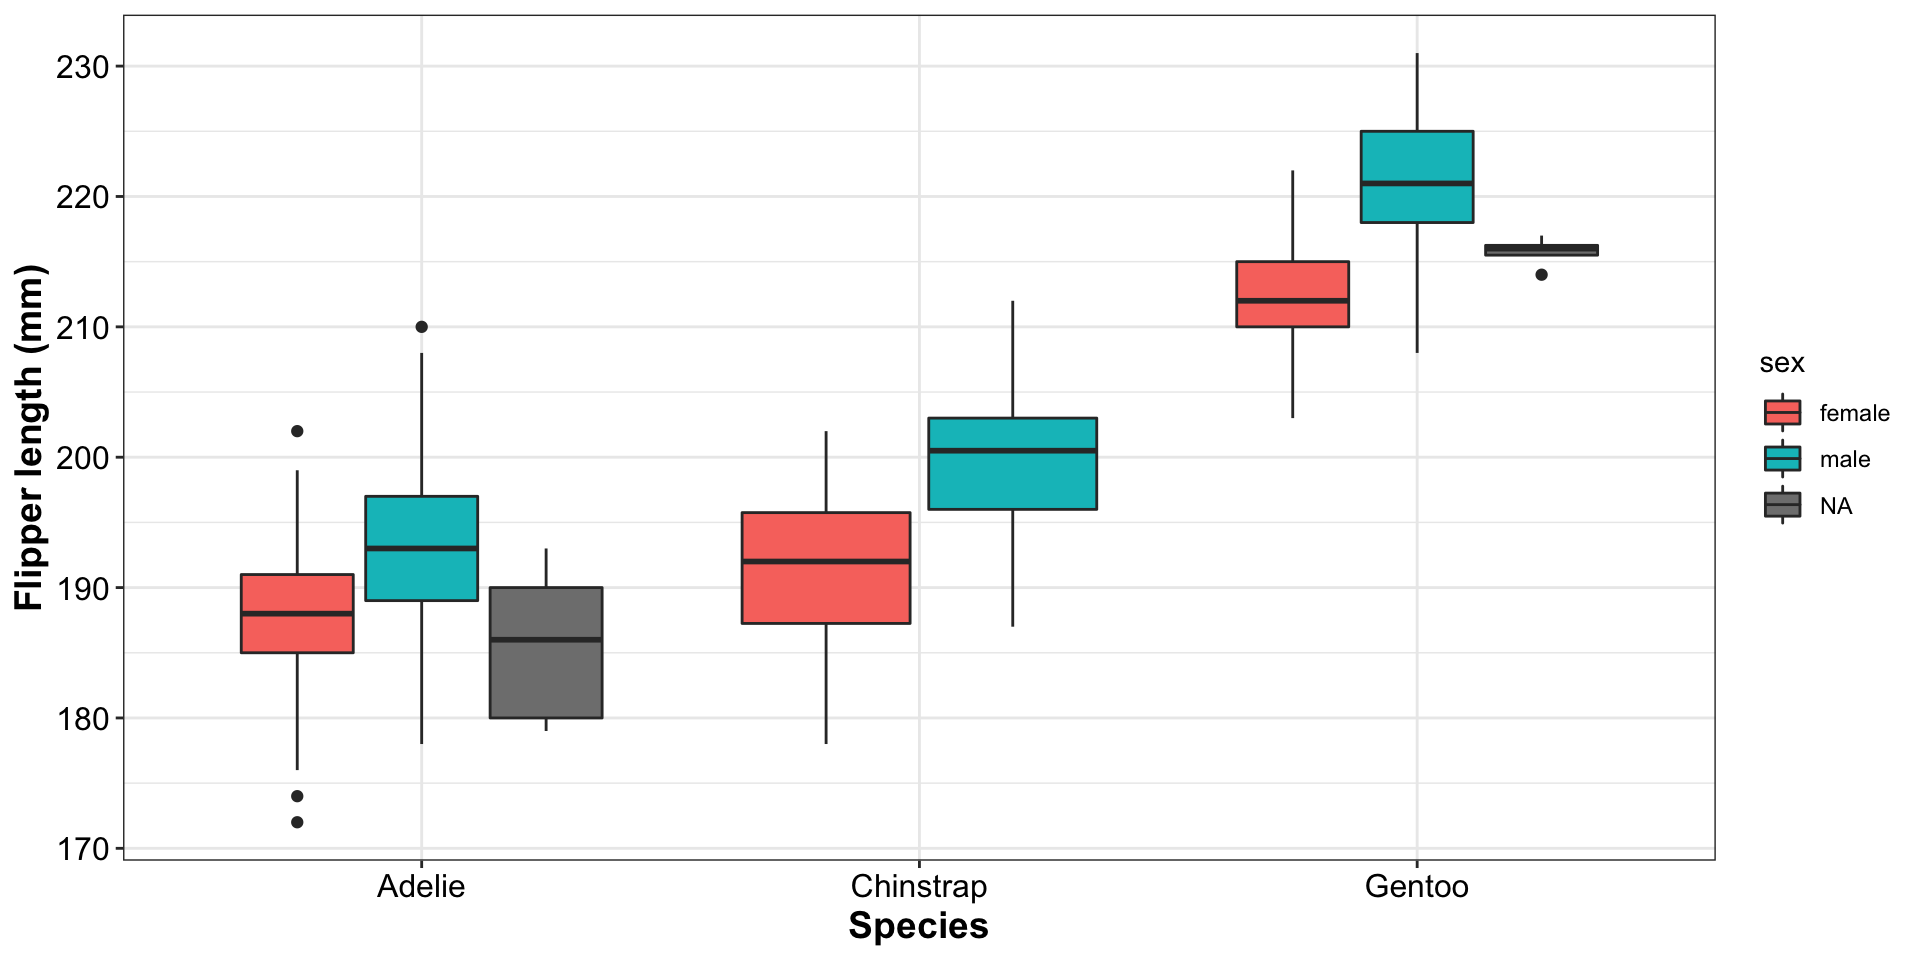 Flipper length (mm)
230
220
210
200
190
180
170
Adelie
Chinstrap
Gentoo
Species
sex
female
male
NA